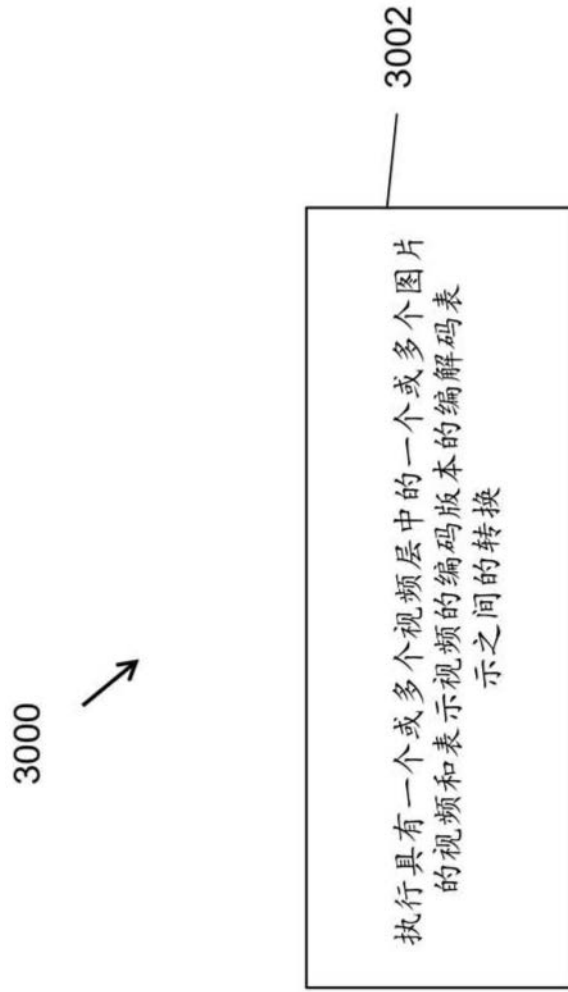 3000
3002
执行具有一个或多个视频层中的一个或多个图片
的视频和表示视频的编码版本的编解码表
示之间的转换